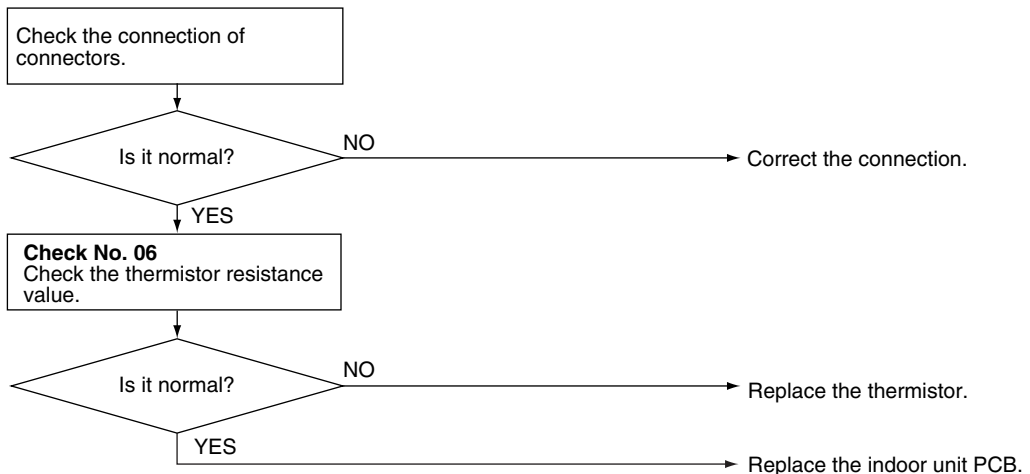 Check the connection of
connectors.
Is it normal?
NO
Correct the connection.
YES
Check No. 06
Check the thermistor resistance
value.
Is it normal?
NO
Replace the thermistor.
YES
Replace the indoor unit PCB.